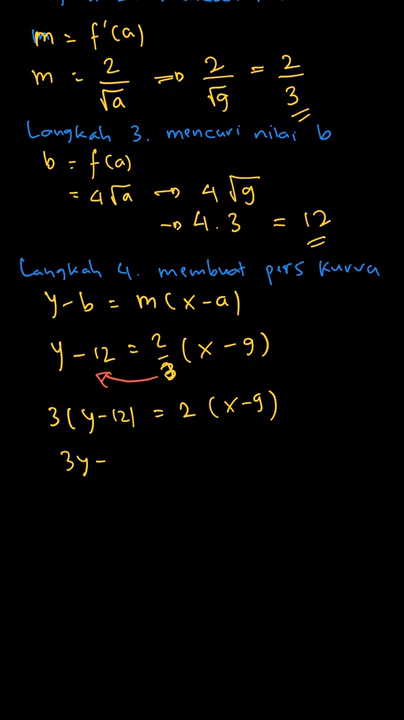 m = f'(a)
m = 2/√a ⇒ 2/√9 = 2/3
Langkah 3. mencari nilai b
b = f(a)
= 4√a → 4√9
→ 4.3 = 12
Langkah 4. membuat pers kurva
y-b = m(x-a)
y-12 = 2/3 (x-9)
3(y-12) = 2 (x-9)
3y-